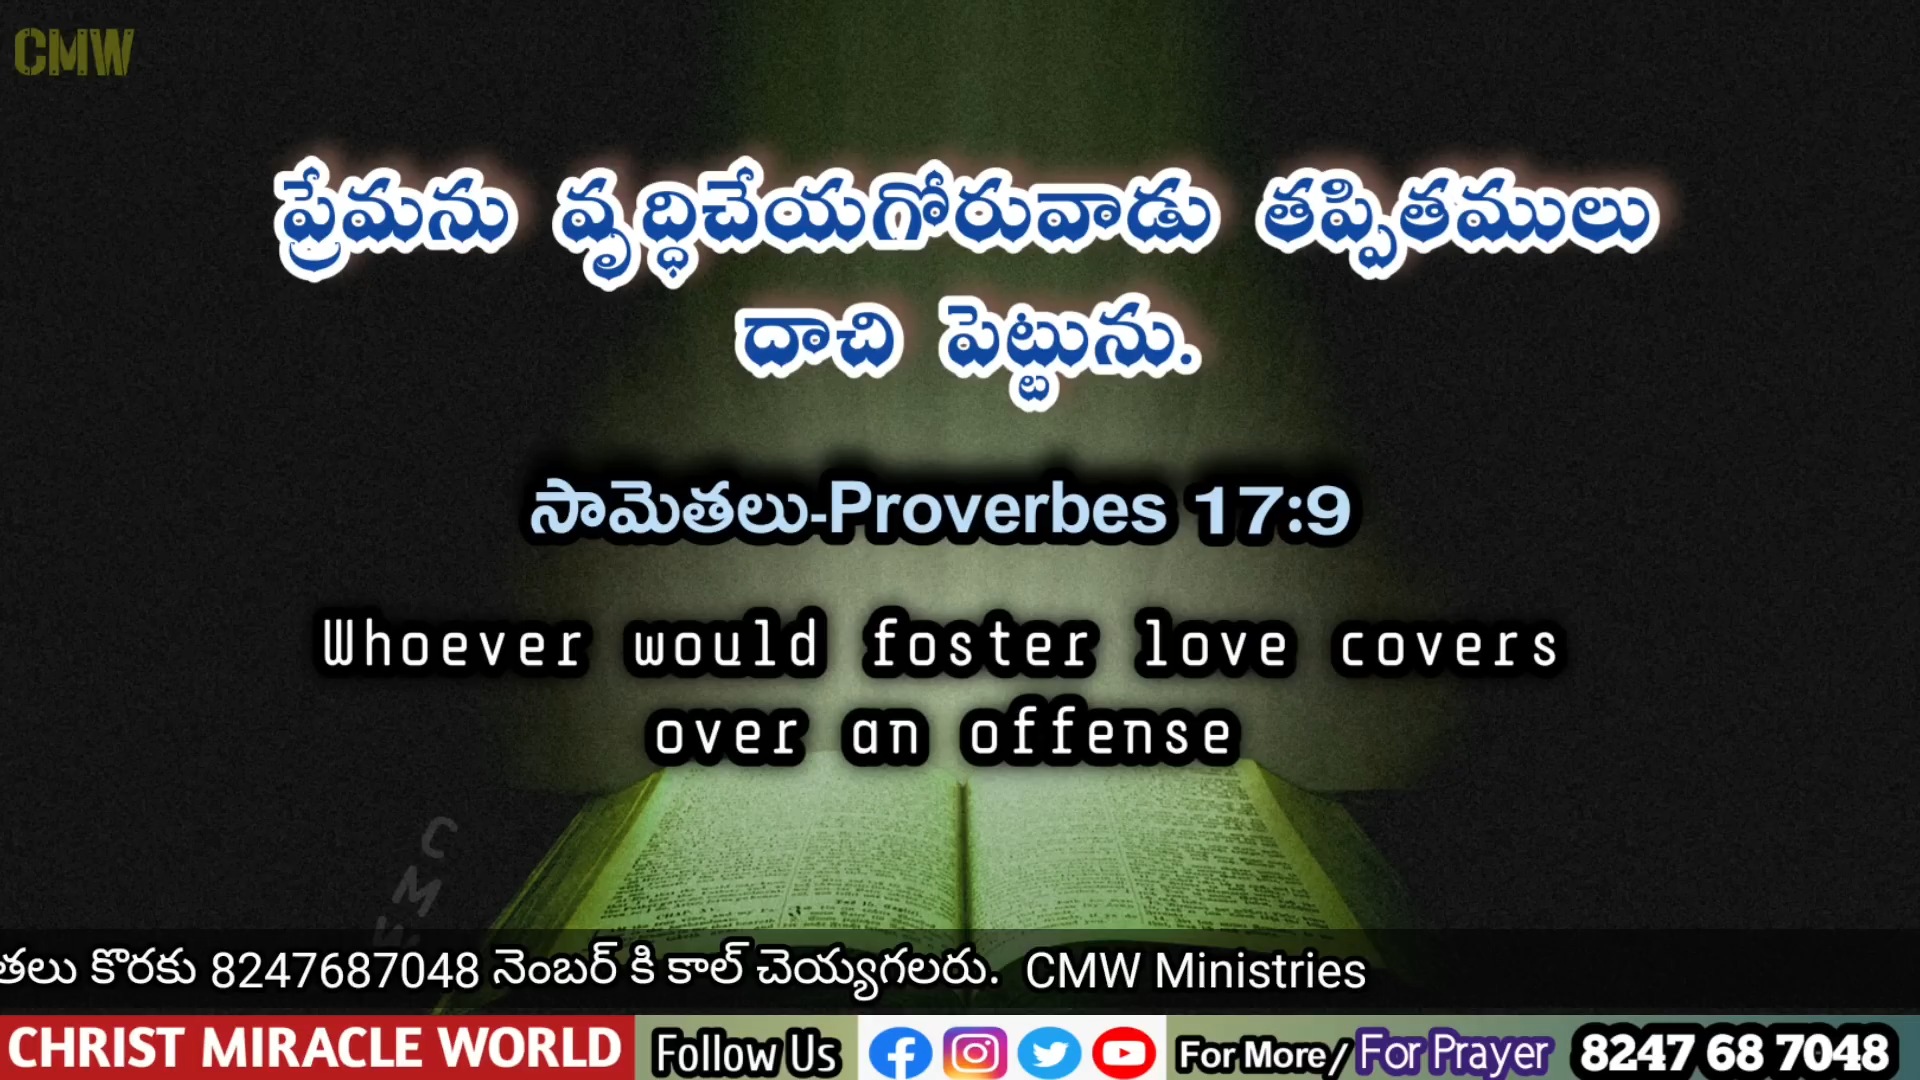 CMW
ప్రేమను వృద్ధిచేయగోరువాడు తప్పితములు
దాచి పెట్టును.
సామెతలు-Proverbes 17:9
Whoever would foster love covers
over an offense
C
M
తలు కొరకు 8247687048 నెంబర్ కి కాల్ చెయ్యగలరు. CMW Ministries
CHRIST MIRACLE WORLD Follow Us For More/ For Prayer 8247 68 7048